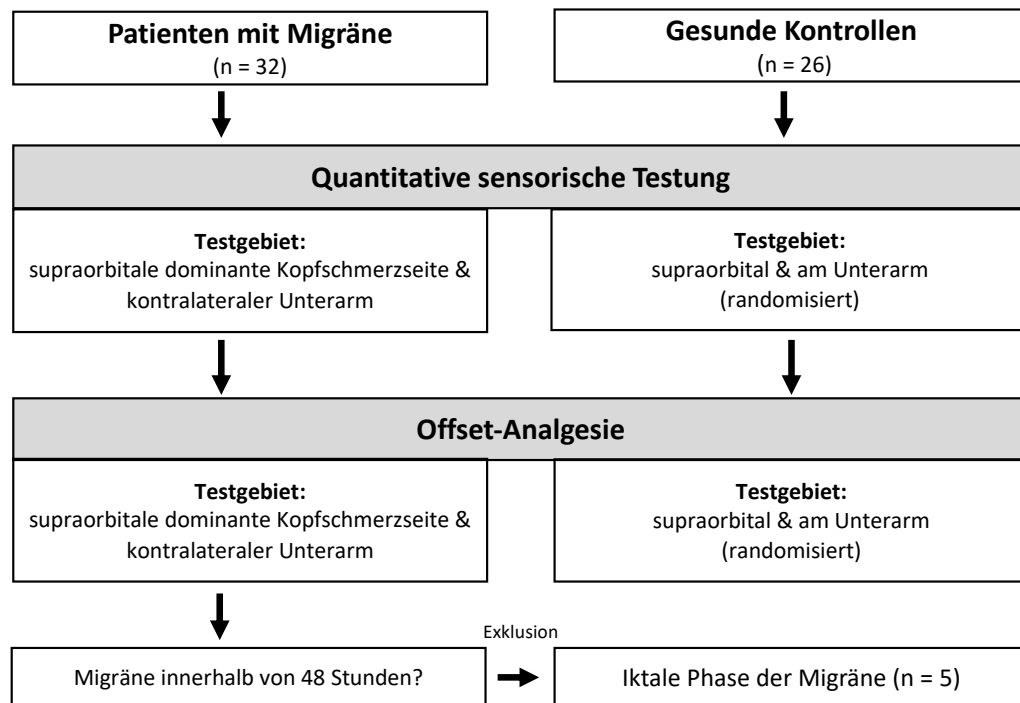 Patienten mit Migräne
(n = 32)
Gesunde Kontrollen
(n = 26)
Quantitative sensorische Testung
Testgebiet:
supraorbitale dominante Kopfschmerzseite &
kontralateraler Unterarm
Testgebiet:
supraorbital & am Unterarm
(randomisiert)
Offset-Analgesie
Testgebiet:
supraorbitale dominante Kopfschmerzseite &
kontralateraler Unterarm
Testgebiet:
supraorbital & am Unterarm
(randomisiert)
Migräne innerhalb von 48 Stunden?
Exklusion
Iktale Phase der Migräne (n = 5)